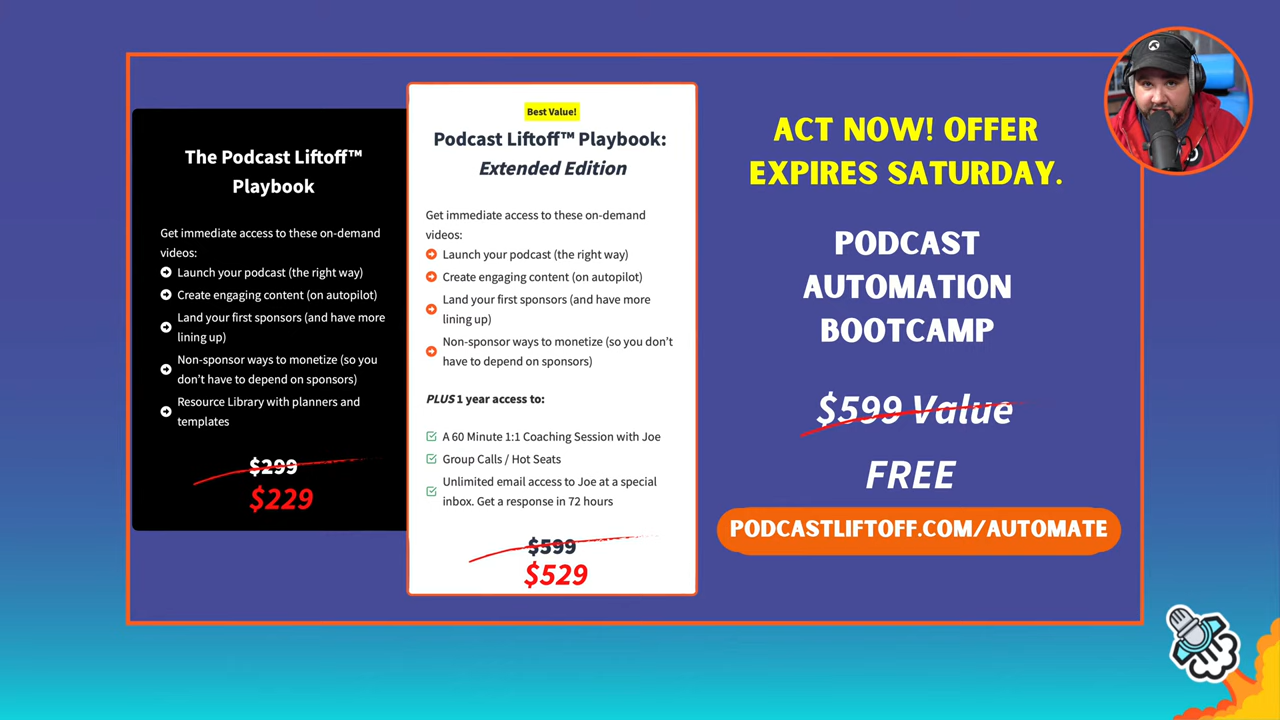 The Podcast Liftoff™
Playbook
Get immediate access to these on-demand
videos:
Launch your podcast (the right way)
Create engaging content (on autopilot)
Land your first sponsors (and have more
lining up)
Non-sponsor ways to monetize (so you
don't have to depend on sponsors)
Resource Library with planners and
templates
$299
$229
Best Value!
Podcast Liftoff™ Playbook:
Extended Edition
Get immediate access to these on-demand
videos:
Launch your podcast (the right way)
Create engaging content (on autopilot)
Land your first sponsors (and have more
lining up)
Non-sponsor ways to monetize (so you don't
have to depend on sponsors)
PLUS 1 year access to:
A 60 Minute 1:1 Coaching Session with Joe
Group Calls / Hot Seats
Unlimited email access to Joe at a special
inbox. Get a response in 72 hours
$599
$529
ACT NOW! OFFER
EXPIRES SATURDAY.
PODCAST
AUTOMATION
BOOTCAMP
$599 Value
FREE
PODCASTLIFTOFF.COM/AUTOMATE